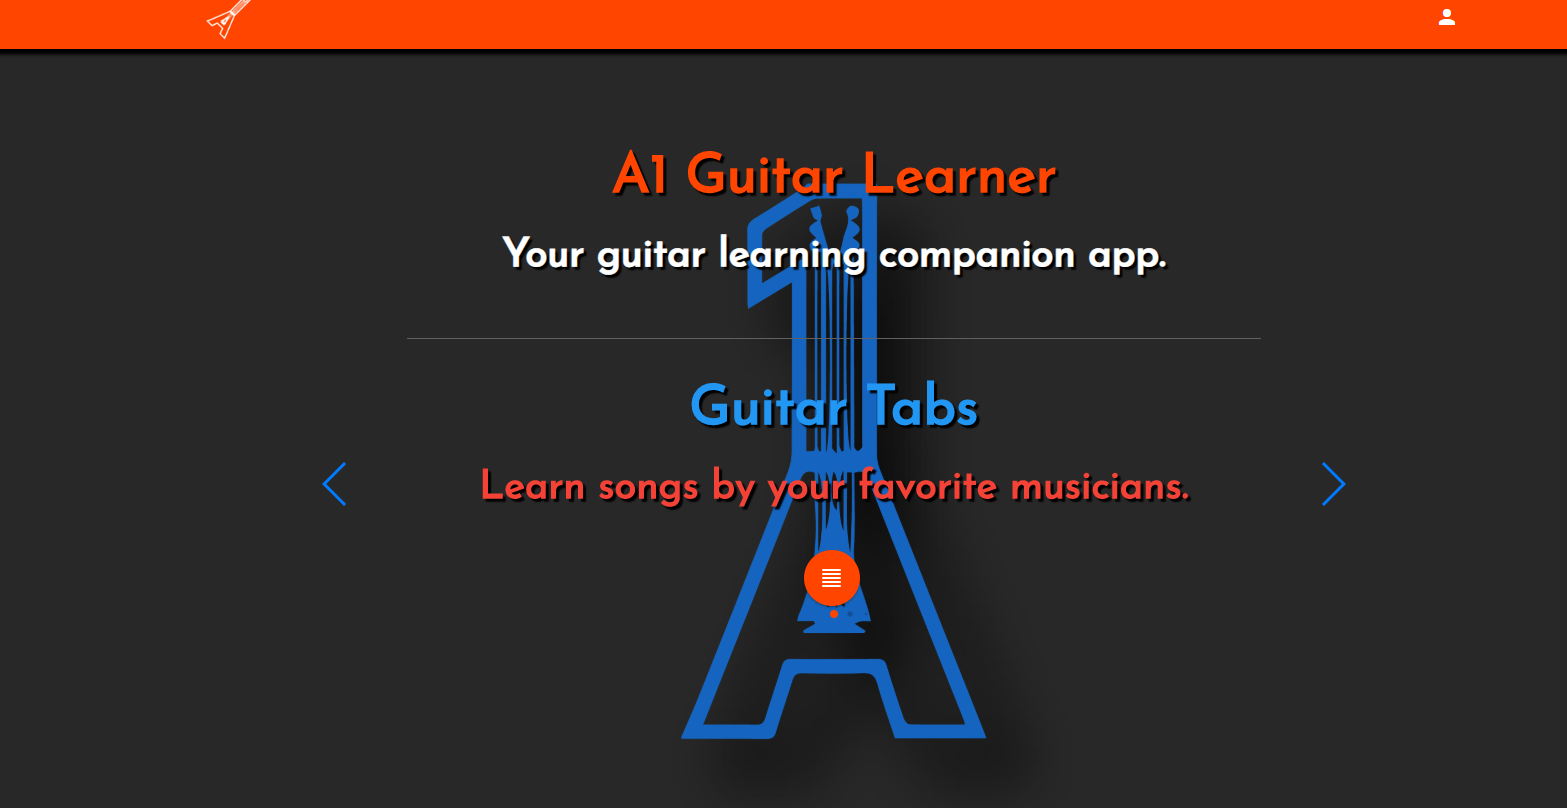 A1 Guitar Learner
Your guitar learning companion app.
Guitar Tabs
Learn songs by your favorite musicians.